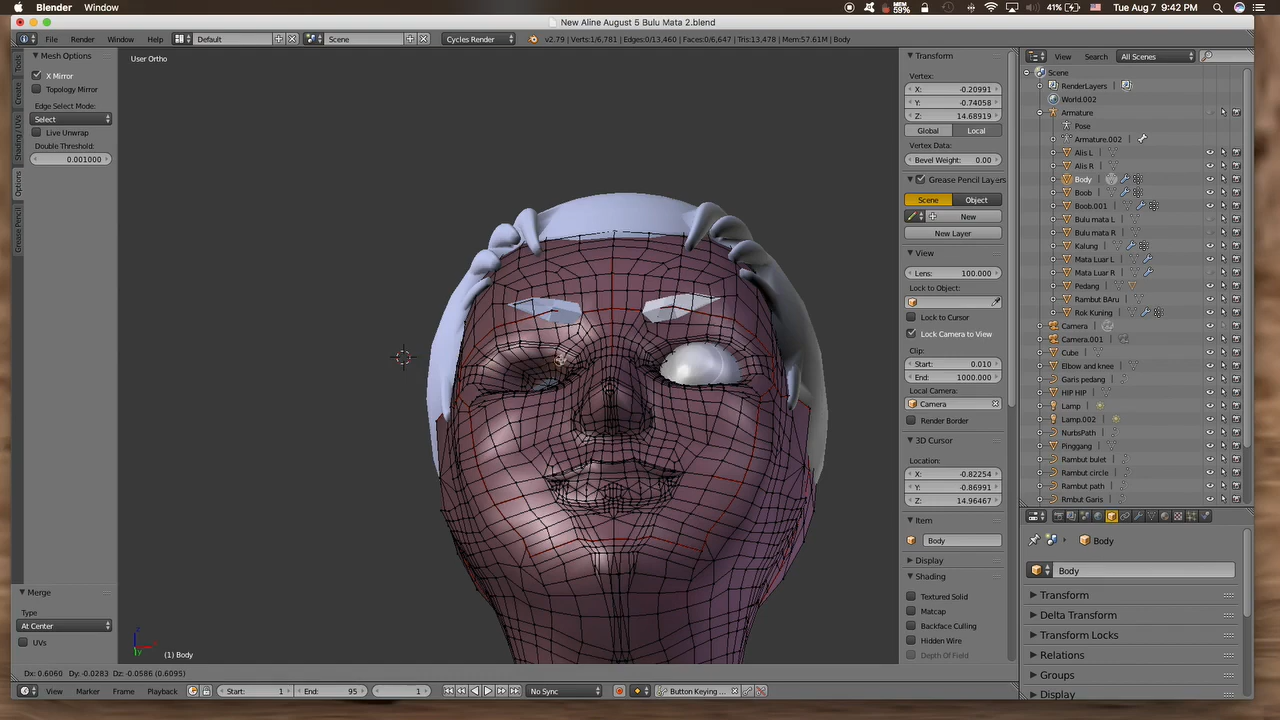 Blender Window
MEM 59%
41% Tue Aug 7 9:42 PM
New Aline August 5 Bulu Mata 2.blend
File Render Window Help Default Scene Cycles Render v2.79 | Verts:1/6,781 | Edges:0/13,460 | Faces:0/6,647 | Tris:13,478 | Mem:57.61M | Body
View Search All Scenes
Mesh Options
X Mirror
Topology Mirror
Edge Select Mode:
Select
Live Unwrap
Double Threshold:
0.001000
Tools
Create
Shading / UVs
Options
Grease Pencil
Merge
Type
At Center
UVs
User Ortho
(1) Body
Transform
Vertex:
X: -0.20991
Y: -0.74058
Z: 14.68919
Global Local
Vertex Data:
Bevel Weight: 0.00
Grease Pencil Layers
Scene Object
New
New Layer
View
Lens: 100.000
Lock to Object:
Lock to Cursor
Lock Camera to View
Clip:
Start: 0.010
End: 1000.000
Local Camera:
Camera
Render Border
3D Cursor
Location:
X: -0.82254
Y: -0.86991
Z: 14.96467
Item
Body
Display
Shading
Textured Solid
Matcap
Backface Culling
Hidden Wire
Depth Of Field
Scene
RenderLayers
World.002
Armature
Pose
Armature.002
Alis L
Alis R
Body
Boob
Boob.001
Bulu mata L
Bulu mata R
Kalung
Mata Luar L
Mata Luar R
Pedang
Rambut BAru
Rok Kuning
Camera
Camera.001
Cube
Elbow and knee
Garis pedang
HIP HIP
Lamp
Lamp.002
NurbsPath
Pinggang
Rambut bulet
Rambut circle
Rambut path
Rmbut Garis
Body
Body
Transform
Delta Transform
Transform Locks
Relations
Groups
Display
Dx: 0.6060 Dy: -0.0283 Dz: -0.0586 (0.6095)
View Marker Frame Playback Start: 1 End: 95 1 No Sync Button Keying ...